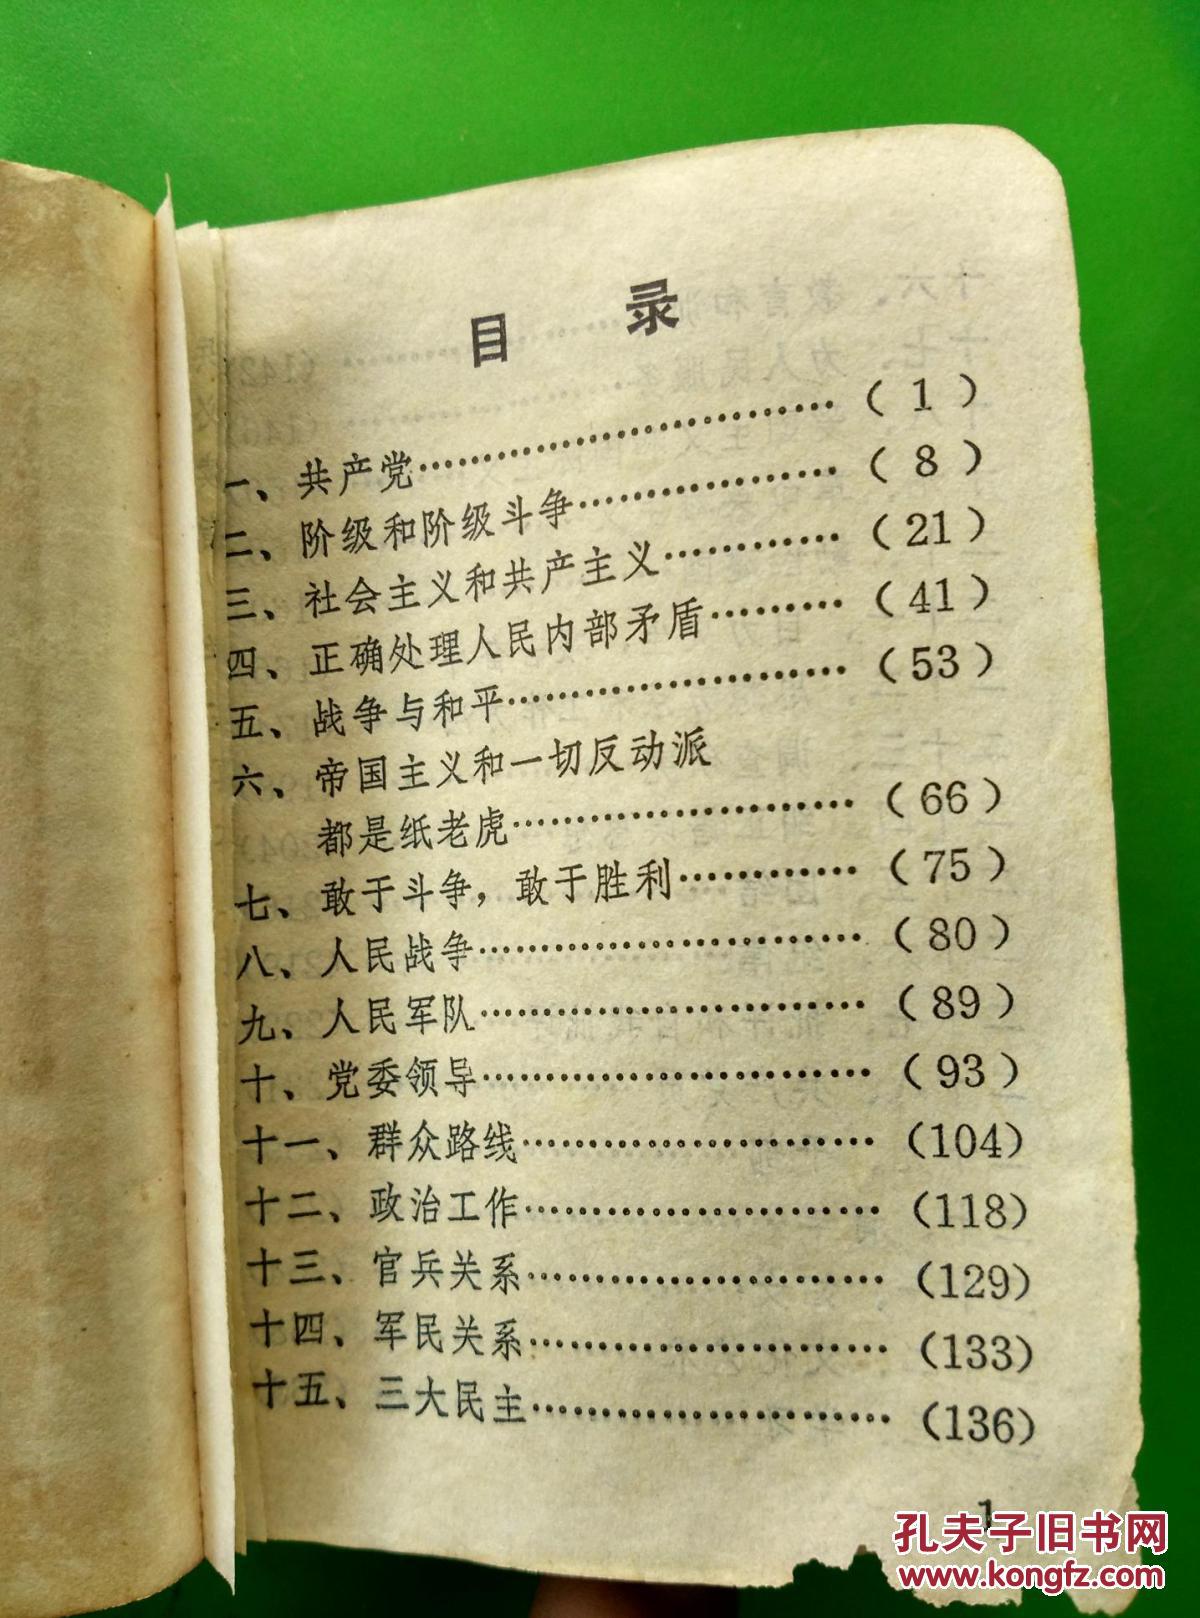 目 录
一、共产党……………………………( 1 )
二、阶级和阶级斗争…………………( 8 )
三、社会主义和共产主义…………(21)
四、正确处理人民内部矛盾………(41)
五、战争与和平……………………(53)
六、帝国主义和一切反动派
都是纸老虎……………………(66)
七、敢于斗争，敢于胜利…………(75)
八、人民战争………………………(80)
九、人民军队………………………(89)
十、党委领导………………………(93)
十一、群众路线……………………(104)
十二、政治工作……………………(118)
十三、官兵关系……………………(129)
十四、军民关系……………………(133)
十五、三大民主……………………(136)
1
孔夫子旧书网
www.kongfz.com